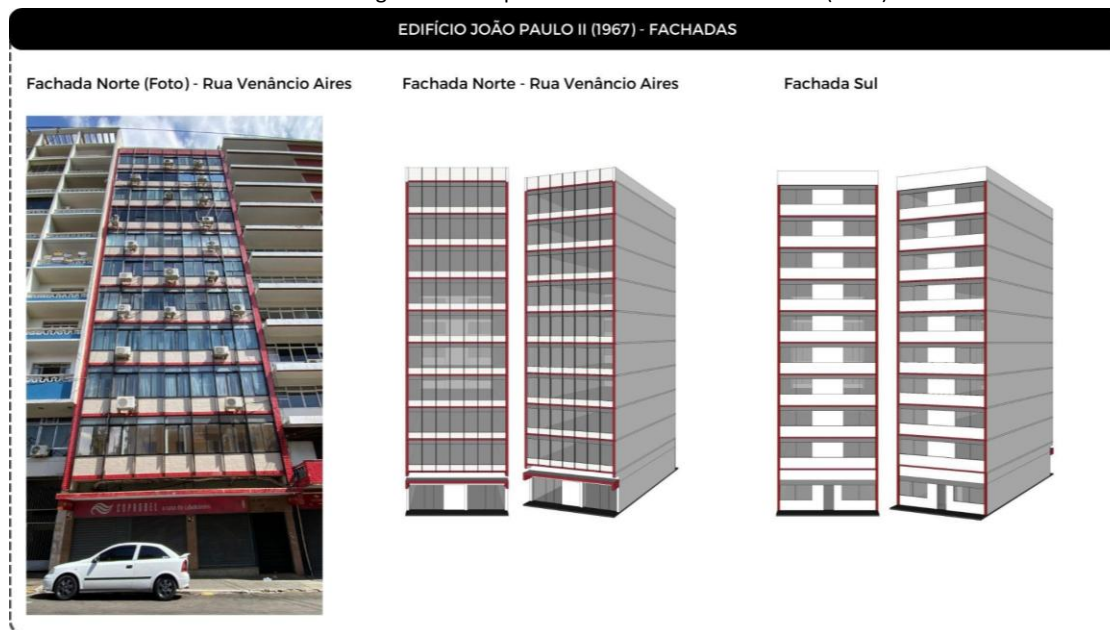 EDIFÍCIO JOÃO PAULO II (1967) - FACHADAS
Fachada Norte (Foto) - Rua Venâncio Aires
Fachada Norte - Rua Venâncio Aires
Fachada Sul